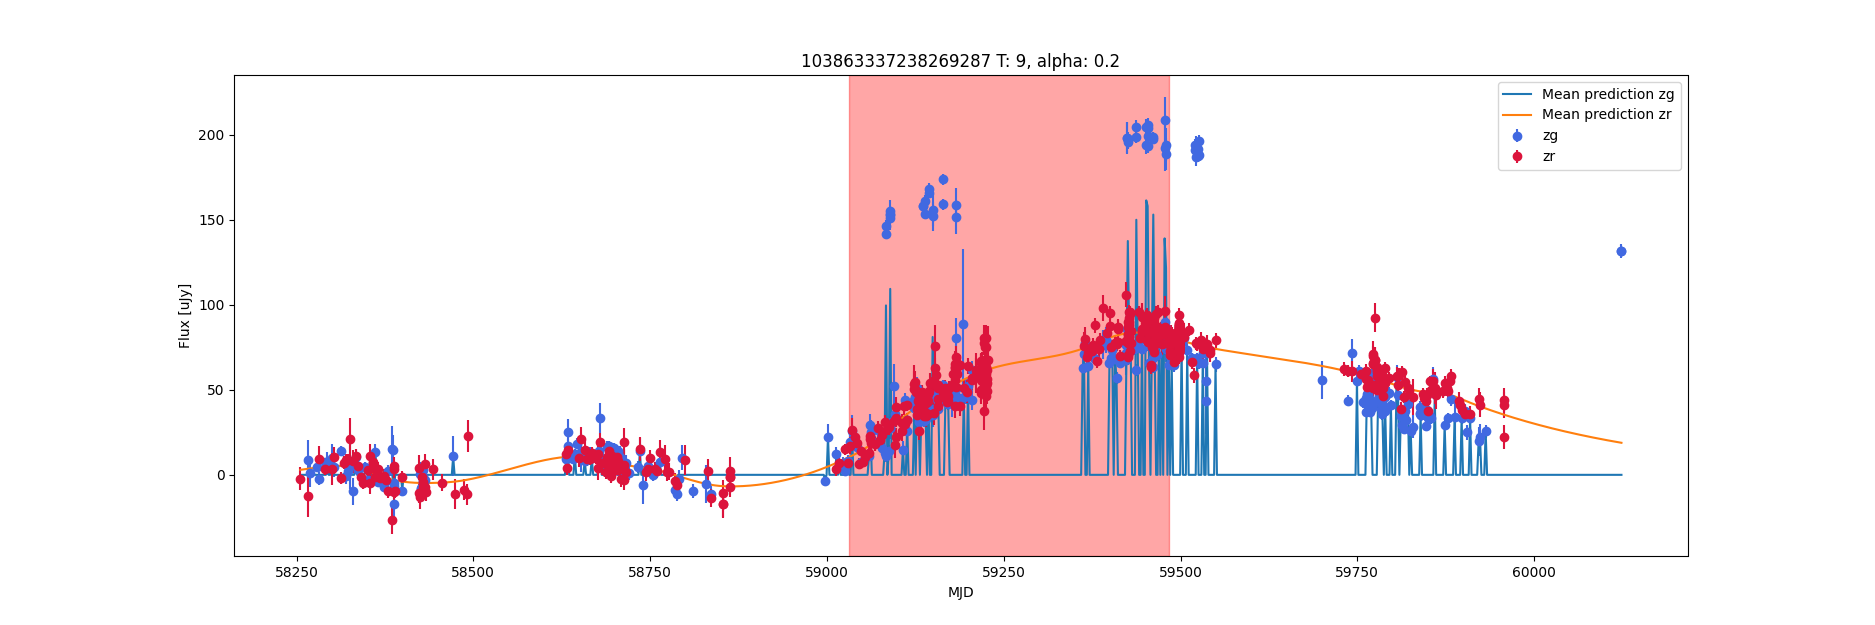 103863337238269287 T: 9, alpha: 0.2
Mean prediction zg
Mean prediction zr
zg
zr
Flux [uJy]
200
150
100
50
0
58250 58500 58750 59000 59250 59500 59750 60000
MJD